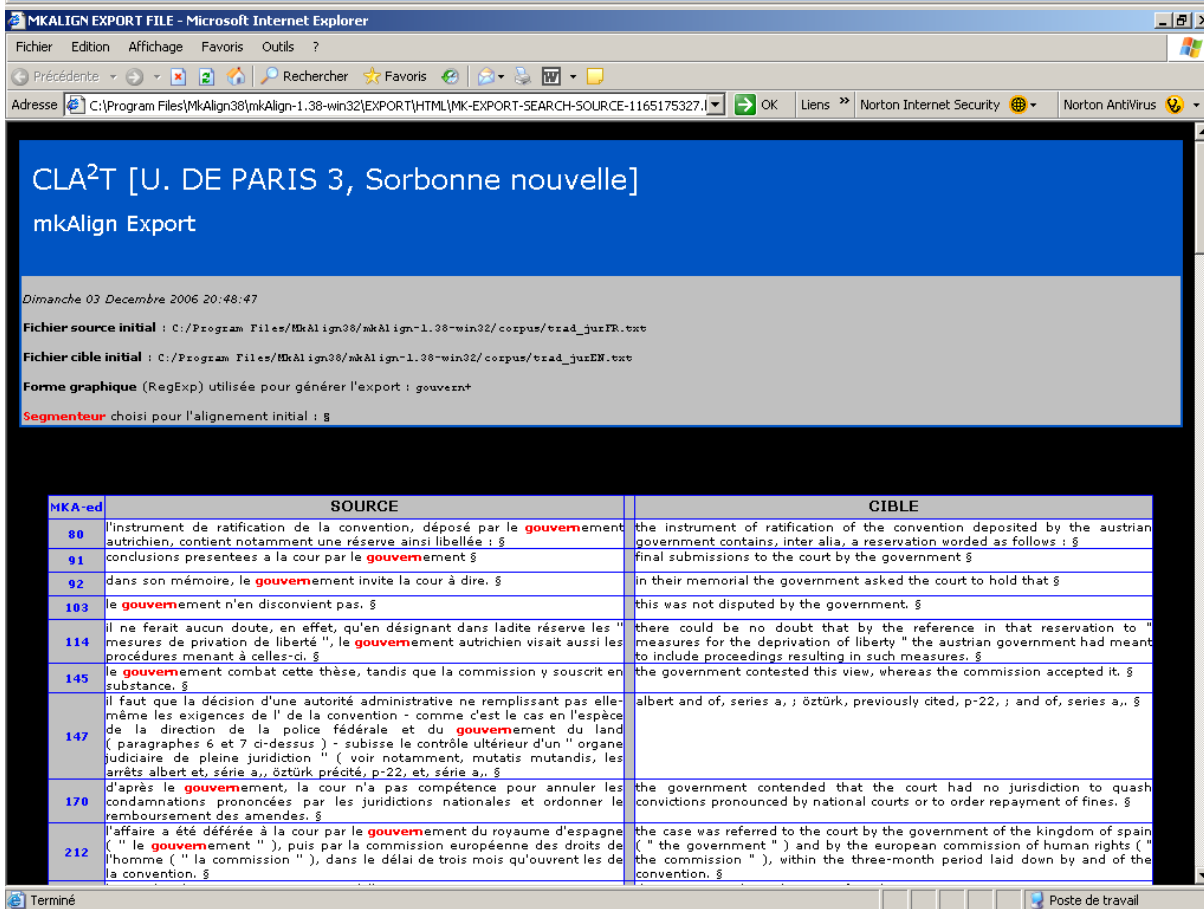 MKALIGN EXPORT FILE - Microsoft Internet Explorer
Fichier Edition Affichage Favoris Outils ?
Précédente Rechercher Favoris
Adresse C:\Program Files\MkAlign38\mkAlign-1.38-win32\EXPORT\HTML\MK-EXPORT-SEARCH-SOURCE-1165175327. OK Liens » Norton Internet Security Norton AntiVirus
CLA²T [U. DE PARIS 3, Sorbonne nouvelle]
mkAlign Export
Dimanche 03 Decembre 2006 20:48:47
Fichier source initial : C:/Program Files/MkAlign38/mkAlign-1.38-win32/corpus/trad_jurFR.txt
Fichier cible initial : C:/Program Files/MkAlign38/mkAlign-1.38-win32/corpus/trad_jurEN.txt
Forme graphique (RegExp) utilisée pour générer l'export : gouvern+
Segmenteur choisi pour l'alignement initial : §
MKA-ed SOURCE CIBLE
80
l'instrument de ratification de la convention, déposé par le gouvernement
autrichien, contient notamment une réserve ainsi libellée : §
the instrument of ratification of the convention deposited by the austrian
government contains, inter alia, a reservation worded as follows : §
91
conclusions presentees a la cour par le gouvernement §
final submissions to the court by the government §
92
dans son mémoire, le gouvernement invite la cour à dire. §
in their memorial the government asked the court to hold that §
103
le gouvernement n'en disconvient pas. §
this was not disputed by the government. §
114
il ne ferait aucun doute, en effet, qu'en désignant dans ladite réserve les "
mesures de privation de liberté ", le gouvernement autrichien visait aussi les
procédures menant à celles-ci. §
there could be no doubt that by the reference in that reservation to "
measures for the deprivation of liberty " the austrian government had meant
to include proceedings resulting in such measures. §
145
le gouvernement combat cette thèse, tandis que la commission y souscrit en
substance. §
the government contested this view, whereas the commission accepted it. §
147
il faut que la décision d'une autorité administrative ne remplissant pas elle-
même les exigences de l' de la convention - comme c'est le cas en l'espèce
de la direction de la police fédérale et du gouvernement du land
( paragraphes 6 et 7 ci-dessus ) - subisse le contrôle ultérieur d'un " organe
judiciaire de pleine juridiction " ( voir notamment, mutatis mutandis, les
arrêts albert et, série a,, öztürk précité, p-22, et, série a,. §
albert and of, series a, ; öztürk, previously cited, p-22, ; and of, series a,. §
170
d'après le gouvernement, la cour n'a pas compétence pour annuler les
condamnations prononcées par les juridictions nationales et ordonner le
remboursement des amendes. §
the government contended that the court had no jurisdiction to quash
convictions pronounced by national courts or to order repayment of fines. §
212
l'affaire a été déférée à la cour par le gouvernement du royaume d'espagne
( " le gouvernement " ), puis par la commission européenne des droits de
l'homme ( " la commission " ), dans le délai de trois mois qu'ouvrent les de
la convention. §
the case was referred to the court by the government of the kingdom of spain
( " the government " ) and by the european commission of human rights ( "
the commission " ), within the three-month period laid down by and of the
convention. §
Terminé Poste de travail